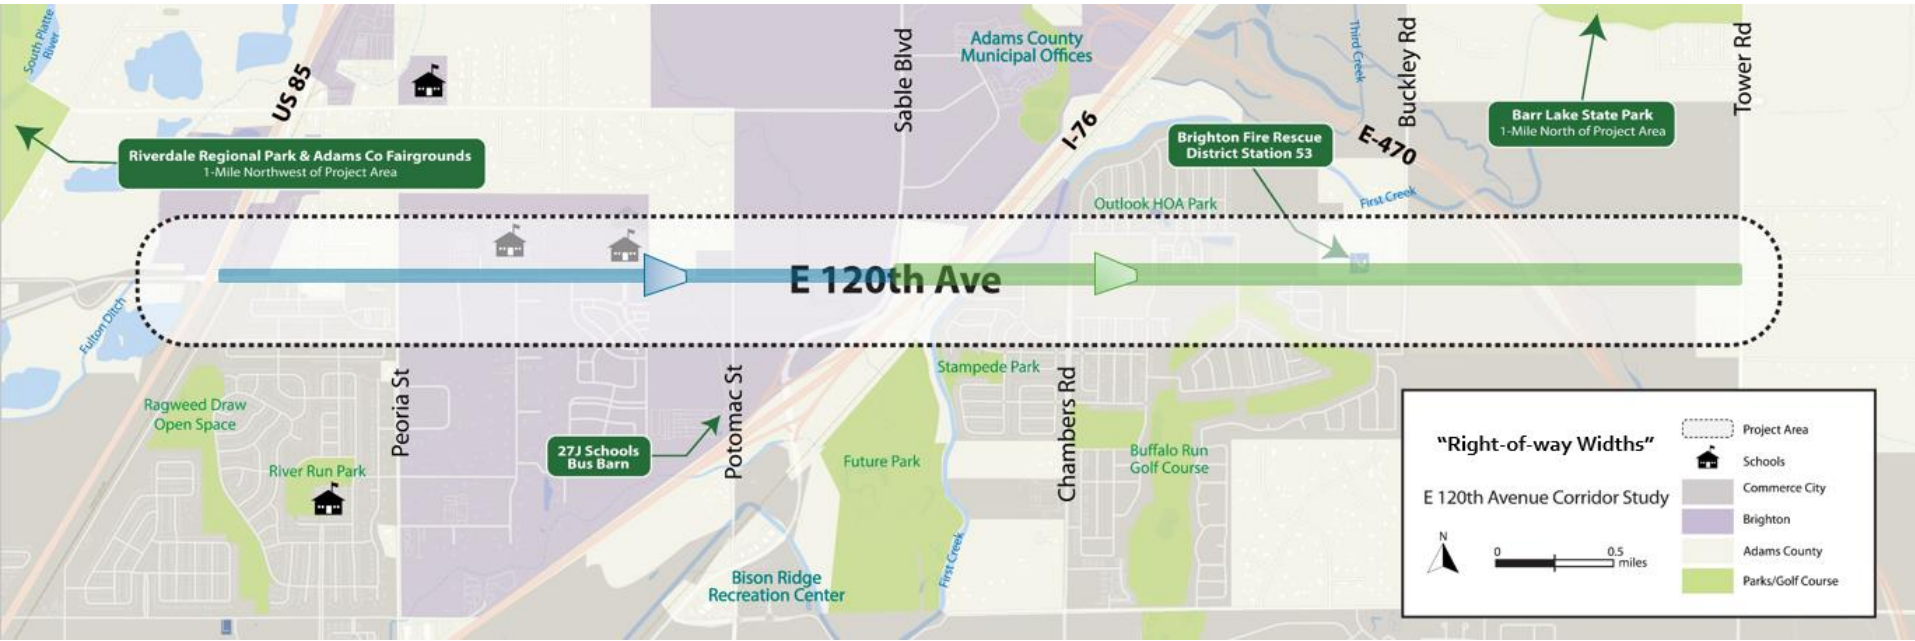 South Platte
River
US 85
Adams County
Municipal Offices
Sable Blvd
I-76
Third Creek
Buckley Rd
Tower Rd
Barr Lake State Park
1-Mile North of Project Area
Brighton Fire Rescue
District Station 53
E-470
Riverdale Regional Park & Adams Co Fairgrounds
1-Mile Northwest of Project Area
Outlook HOA Park
First Creek
E 120th Ave
Fulton Ditch
Peoria St
Potomac St
Stampede Park
Chambers Rd
Ragweed Draw
Open Space
River Run Park
27J Schools
Bus Barn
Future Park
Buffalo Run
Golf Course
First Creek
Bison Ridge
Recreation Center
“Right-of-way Widths”
E 120th Avenue Corridor Study
N
0
0.5
miles
Project Area
Schools
Commerce City
Brighton
Adams County
Parks/Golf Course